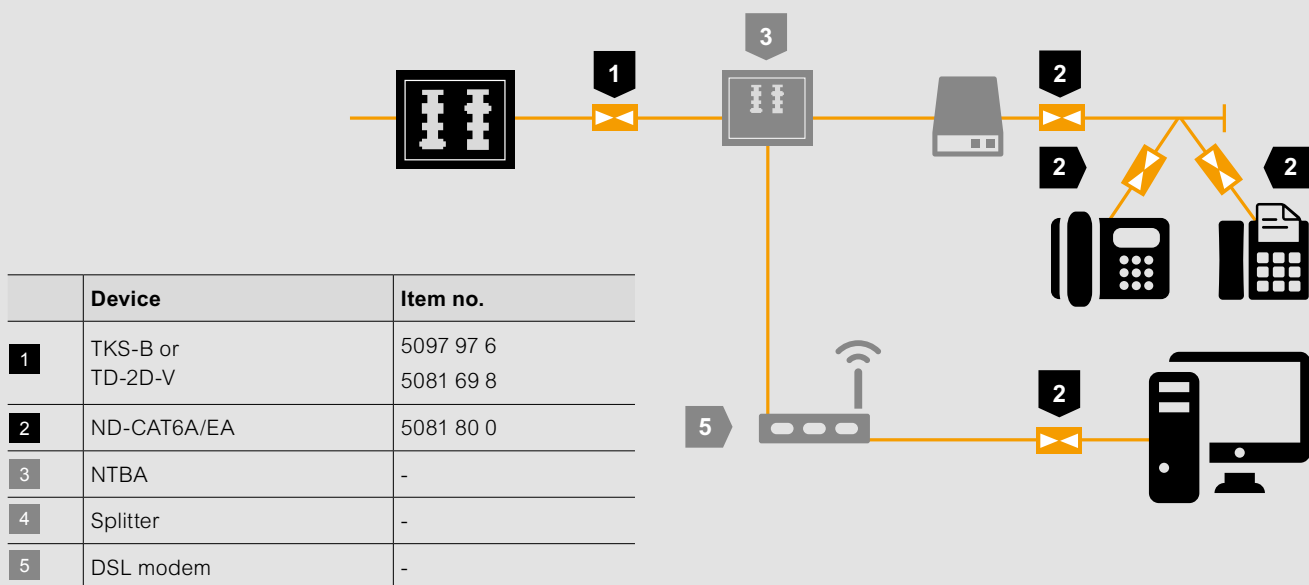 3
1
2
2
2
Device Item no.
1 TKS-B or 5097 97 6
TD-2D-V 5081 69 8
2 ND-CAT6A/EA 5081 80 0
3 NTBA -
4 Splitter -
5 DSL modem -
5
2